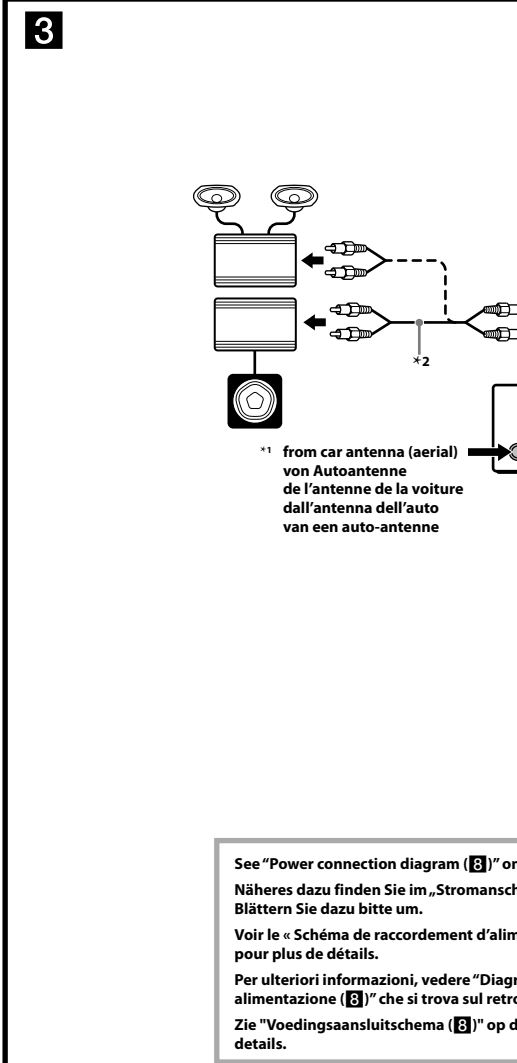 3
*2
*1 from car antenna (aerial)
von Autoantenne
de l'antenne de la voiture
dall'antenna dell'auto
van een auto-antenne
See “Power connection diagram (8)” on
Näheres dazu finden Sie im „Stromansch
Blättern Sie dazu bitte um.
Voir le « Schéma de raccordement d'alim
pour plus de détails.
Per ulteriori informazioni, vedere “Diagr
alimentazione (8)” che si trova sul retro
Zie "Voedingsaansluitschema (8)" op d
details.